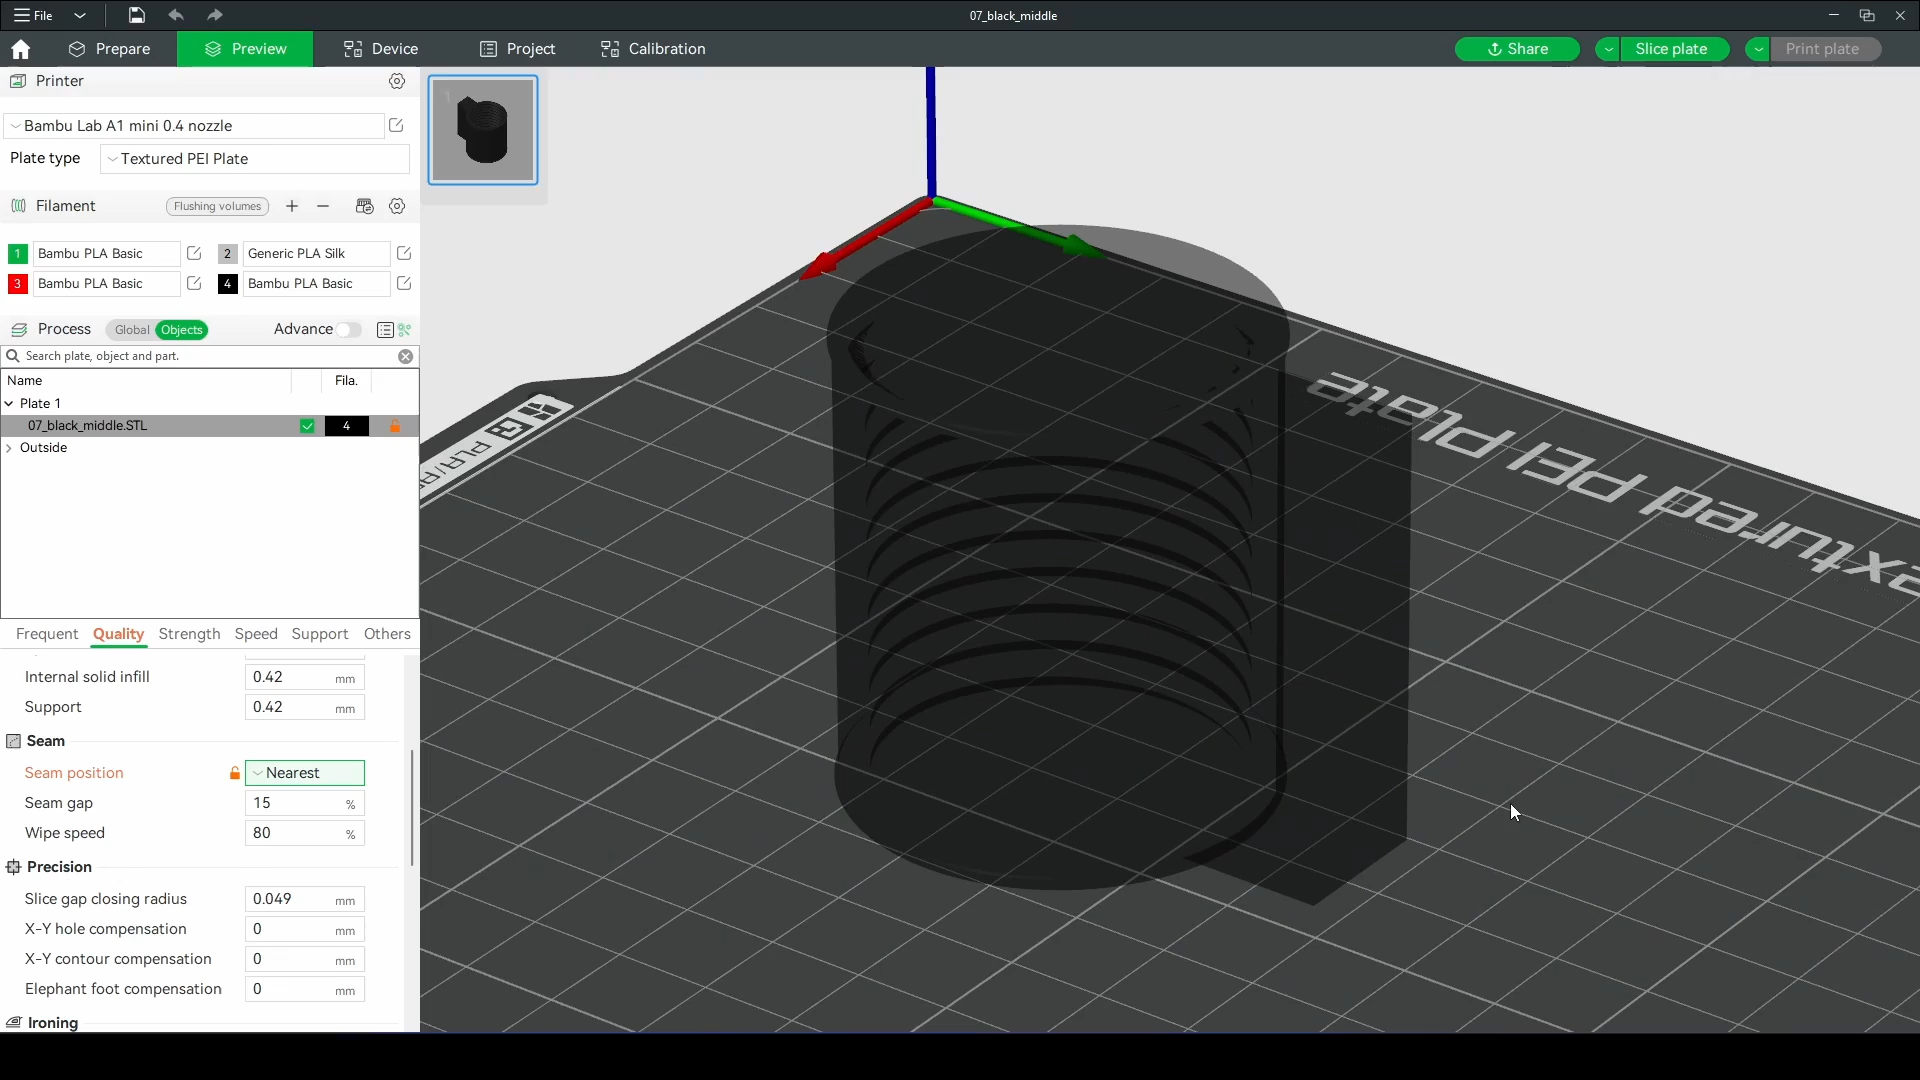 File
07_black_middle
Prepare
Preview
Device
Project
Calibration
Share
Slice plate
Print plate
Printer
Bambu Lab A1 mini 0.4 nozzle
Plate type
Textured PEI Plate
Filament
Flushing volumes
1 Bambu PLA Basic
2 Generic PLA Silk
3 Bambu PLA Basic
4 Bambu PLA Basic
Process
Global
Objects
Advance
Search plate, object and part.
Name
Fila.
Plate 1
07_black_middle.STL
4
Outside
Frequent
Quality
Strength
Speed
Support
Others
Internal solid infill
0.42 mm
Support
0.42 mm
Seam
Seam position
Nearest
Seam gap
15 %
Wipe speed
80 %
Precision
Slice gap closing radius
0.049 mm
X-Y hole compensation
0 mm
X-Y contour compensation
0 mm
Elephant foot compensation
0 mm
Ironing
extured PEI Plate